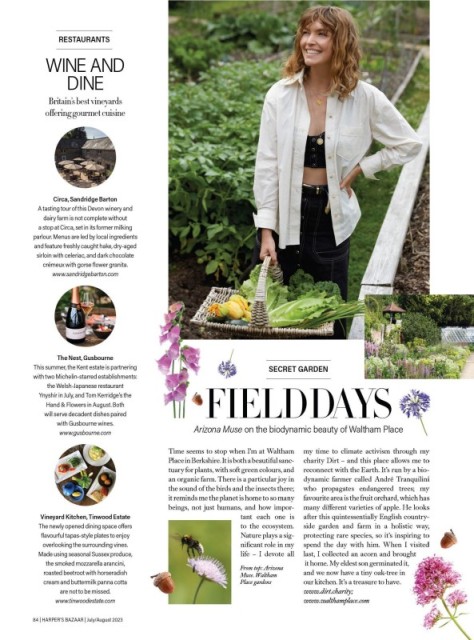 RESTAURANTS
WINE AND
DINE
Britain's best vineyards
offering gourmet cuisine
Circa, Sandridge Barton
A tasting tour of this Devon winery and
dairy farm is not complete without
a stop at Circa, set in its former milking
parlour. Menus are led by local ingredients
and feature freshly caught hake, dry-aged
sirloin with celeriac, and dark chocolate
crémeux with gorse flower granita.
www.sandridgebarton.com
The Nest, Gusbourne
This summer, the Kent estate is partnering
with two Michelin-starred establishments:
the Welsh-Japanese restaurant
Ynyshir in July, and Tom Kerridge's the
Hand & Flowers in August. Both
will serve decadent dishes paired
with Gusbourne wines.
www.gusbourne.com
Vineyard Kitchen, Tinwood Estate
The newly opened dining space offers
flavourful tapas-style plates to enjoy
overlooking the surrounding vines.
Made using seasonal Sussex produce,
the smoked mozzarella arancini,
roasted beetroot with horseradish
cream and buttermilk panna cotta
are not to be missed.
www.tinwoodestate.com
84 | HARPER'S BAZAAR | July/August 2023
SECRET GARDEN
FIELD DAYS
Arizona Muse on the biodynamic beauty of Waltham Place
Time seems to stop when I'm at Waltham
Place in Berkshire. It is both a beautiful sanc-
tuary for plants, with soft green colours, and
an organic farm. There is a particular joy in
the sound of the birds and the insects there;
it reminds me the planet is home to so many
beings, not just humans, and how impor-
tant each one is
to the ecosystem.
Nature plays a sig-
nificant role in my
life – I devote all
From top: Arizona
Muse. Waltham
Place gardens
my time to climate activism through my
charity Dirt – and this place allows me to
reconnect with the Earth. It's run by a bio-
dynamic farmer called André Tranquilini
who propagates endangered trees; my
favourite area is the fruit orchard, which has
many different varieties of apple. He looks
after this quintessentially English country-
side garden and farm in a holistic way,
protecting rare species, so it's inspiring to
spend the day with him. When I visited
last, I collected an acorn and brought
it home. My eldest son germinated it,
and we now have a tiny oak-tree in
our kitchen. It's a treasure to have.
www.dirt.charity;
www.walthamplace.com